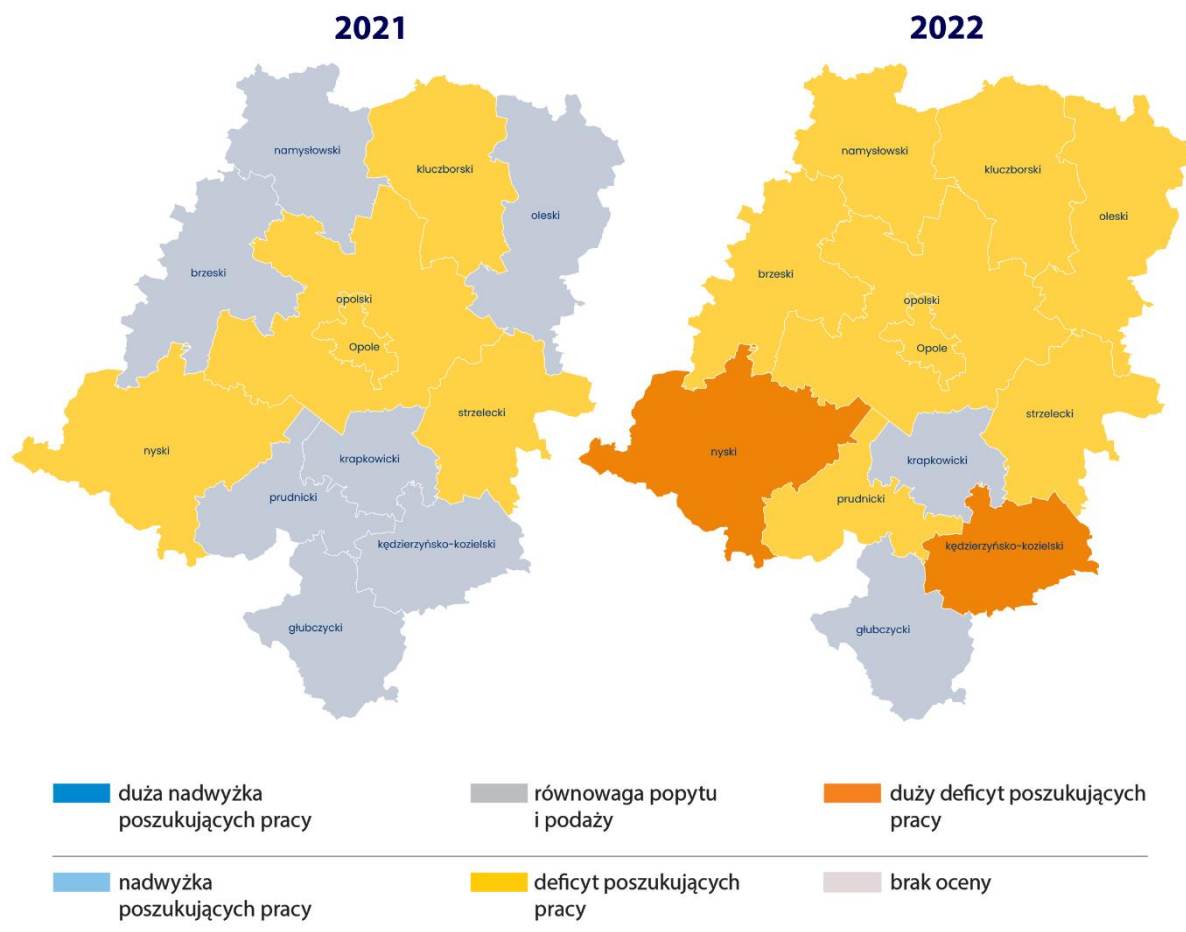 2021
2022
namysłowski
kluczborski
oleski
brzeski
opolski
Opole
strzelecki
nyski
krapkowicki
prudnicki
kędzierzyńsko-kozielski
głubczycki
namysłowski
kluczborski
oleski
brzeski
opolski
Opole
strzelecki
nyski
krapkowicki
prudnicki
kędzierzyńsko-kozielski
głubczycki
duża nadwyżka
poszukujących pracy
równowaga popytu
i podaży
duży deficyt poszukujących
pracy
nadwyżka
poszukujących pracy
deficyt poszukujących
pracy
brak oceny